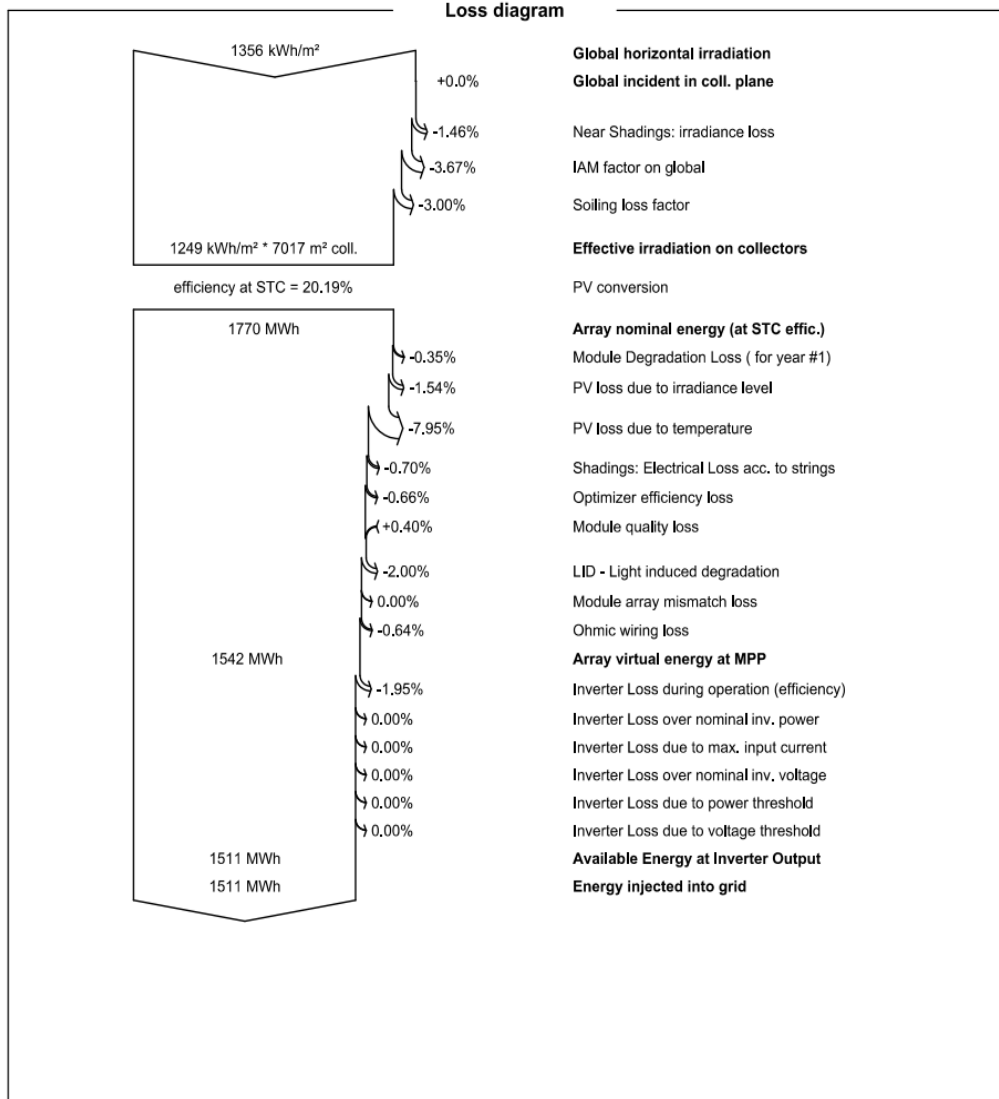 Loss diagram
1356 kWh/m² Global horizontal irradiation
+0.0% Global incident in coll. plane
-1.46% Near Shadings: irradiance loss
-3.67% IAM factor on global
-3.00% Soiling loss factor
1249 kWh/m² * 7017 m² coll. Effective irradiation on collectors
efficiency at STC = 20.19% PV conversion
1770 MWh Array nominal energy (at STC effic.)
-0.35% Module Degradation Loss ( for year #1)
-1.54% PV loss due to irradiance level
-7.95% PV loss due to temperature
-0.70% Shadings: Electrical Loss acc. to strings
-0.66% Optimizer efficiency loss
+0.40% Module quality loss
-2.00% LID - Light induced degradation
0.00% Module array mismatch loss
-0.64% Ohmic wiring loss
1542 MWh Array virtual energy at MPP
-1.95% Inverter Loss during operation (efficiency)
0.00% Inverter Loss over nominal inv. power
0.00% Inverter Loss due to max. input current
0.00% Inverter Loss over nominal inv. voltage
0.00% Inverter Loss due to power threshold
0.00% Inverter Loss due to voltage threshold
1511 MWh Available Energy at Inverter Output
1511 MWh Energy injected into grid